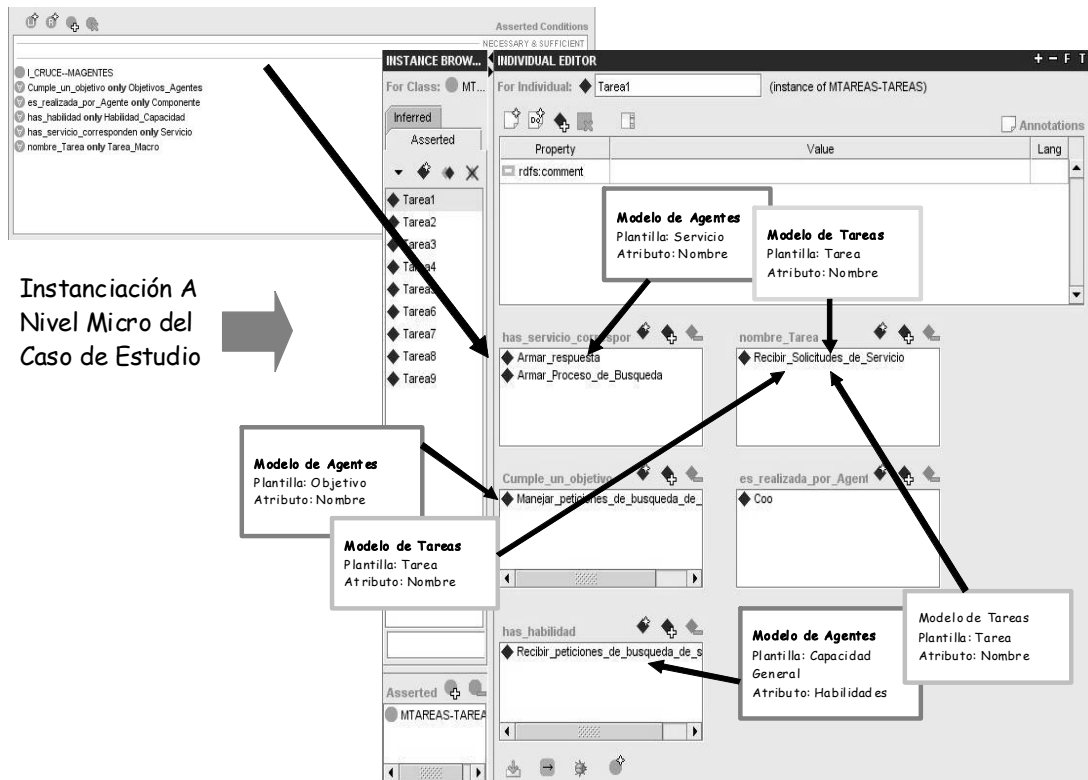 Asserted Conditions
NECESSARY & SUFFICIENT
I_CRUCE--MAGENTES
Cumple_un_objetivo only Objetivos_Agentes
es_realizada_por_Agente only Componente
has_habilidad only Habilidad_Capacidad
has_servicio_corresponden only Servicio
nombre_Tarea only Tarea_Macro
Instanciación A
Nivel Micro del
Caso de Estudio
INSTANCE BROW...
For Class: MT...
Inferred
Asserted
Tarea1
Tarea2
Tarea3
Tarea4
Tarea5
Tarea6
Tarea7
Tarea8
Tarea9
Asserted
MTAREAS-TAREA
INDIVIDUAL EDITOR
+ − F T
For Individual: Tarea1 (instance of MTAREAS-TAREAS)
Annotations
Property Value Lang
rdfs:comment
Modelo de Agentes
Plantilla: Servicio
Atributo: Nombre
Modelo de Tareas
Plantilla: Tarea
Atributo: Nombre
has_servicio_correspor
Armar_respuesta
Armar_Proceso_de_Busqueda
nombre_Tarea
Recibir_Solicitudes_de_Servicio
Modelo de Agentes
Plantilla: Objetivo
Atributo: Nombre
Cumple_un_objetivo
Manejar_peticiones_de_busqueda_de_
es_realizada_por_Agent
Coo
Modelo de Tareas
Plantilla: Tarea
Atributo: Nombre
has_habilidad
Recibir_peticiones_de_busqueda_de_s
Modelo de Agentes
Plantilla: Capacidad
General
Atributo: Habilidades
Modelo de Tareas
Plantilla: Tarea
Atributo: Nombre